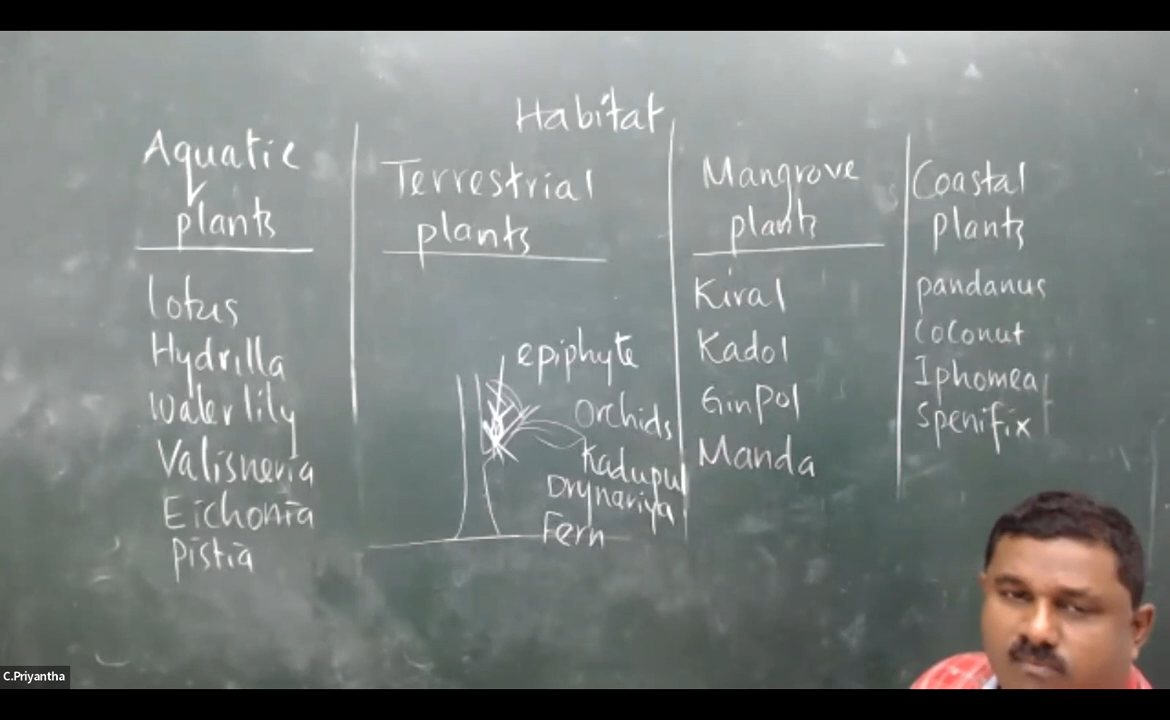 Habitat
Aquatic
plants
Lotus
Hydrilla
Water lily
Valisneria
Eichonia
Pistia
Terrestrial
plants
epiphyte
Orchids
Kadupul
Drynariya
Fern
Mangrove
plants
Kiral
Kadol
GinPol
Manda
Coastal
plants
pandanus
Coconut
Iphomea
Spenifix
C.Priyantha